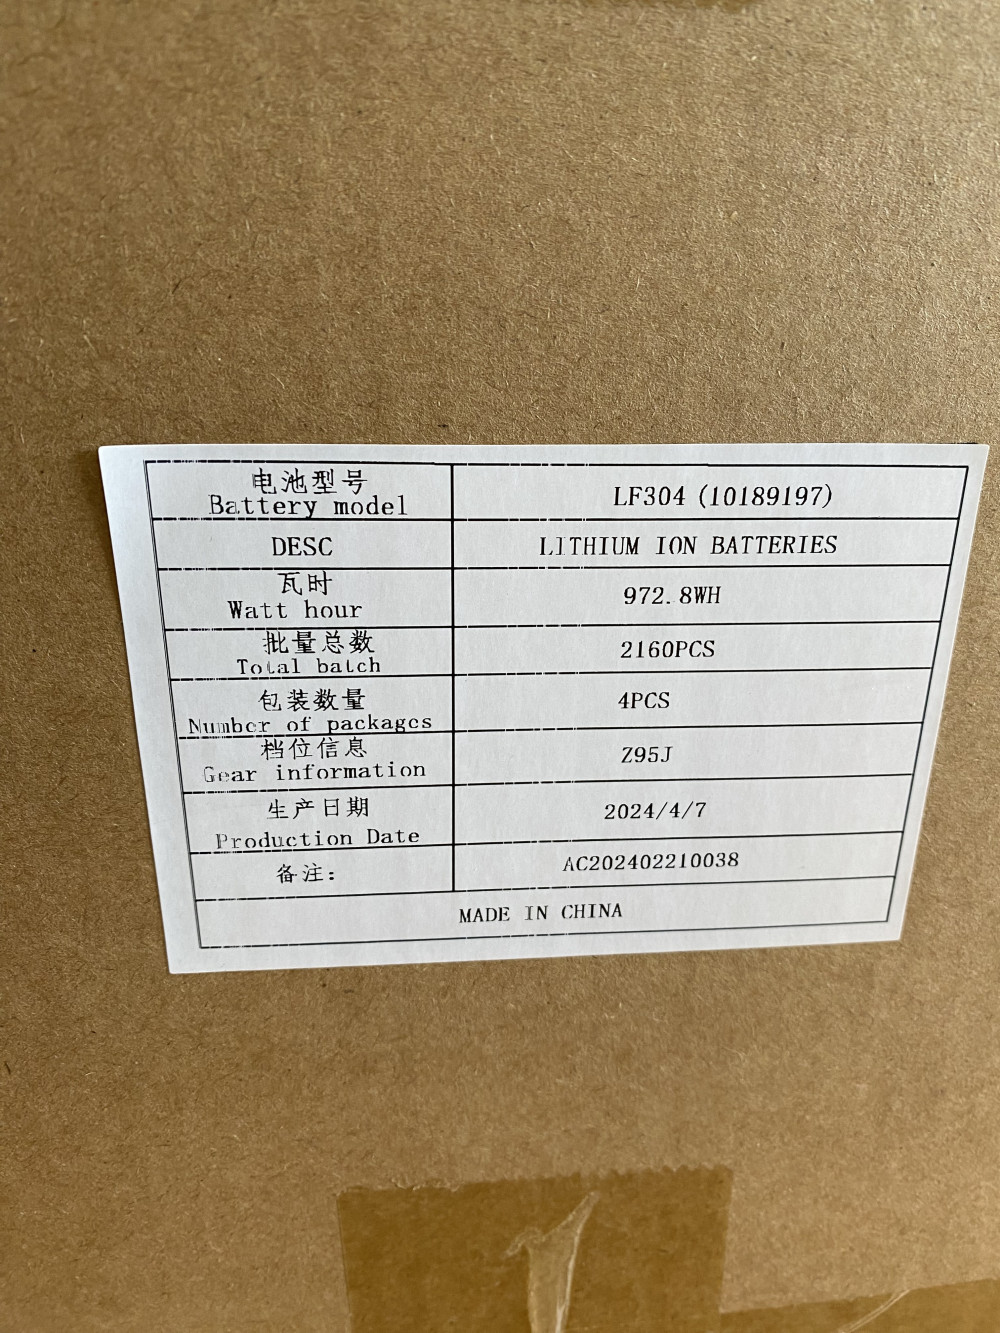 电池型号
Battery model
LF304 (10189197)
DESC
LITHIUM ION BATTERIES
瓦时
Watt hour
972.8WH
批量总数
Total batch
2160PCS
包装数量
Number of packages
4PCS
档位信息
Gear information
Z95J
生产日期
Production Date
2024/4/7
备注:
AC202402210038
MADE IN CHINA